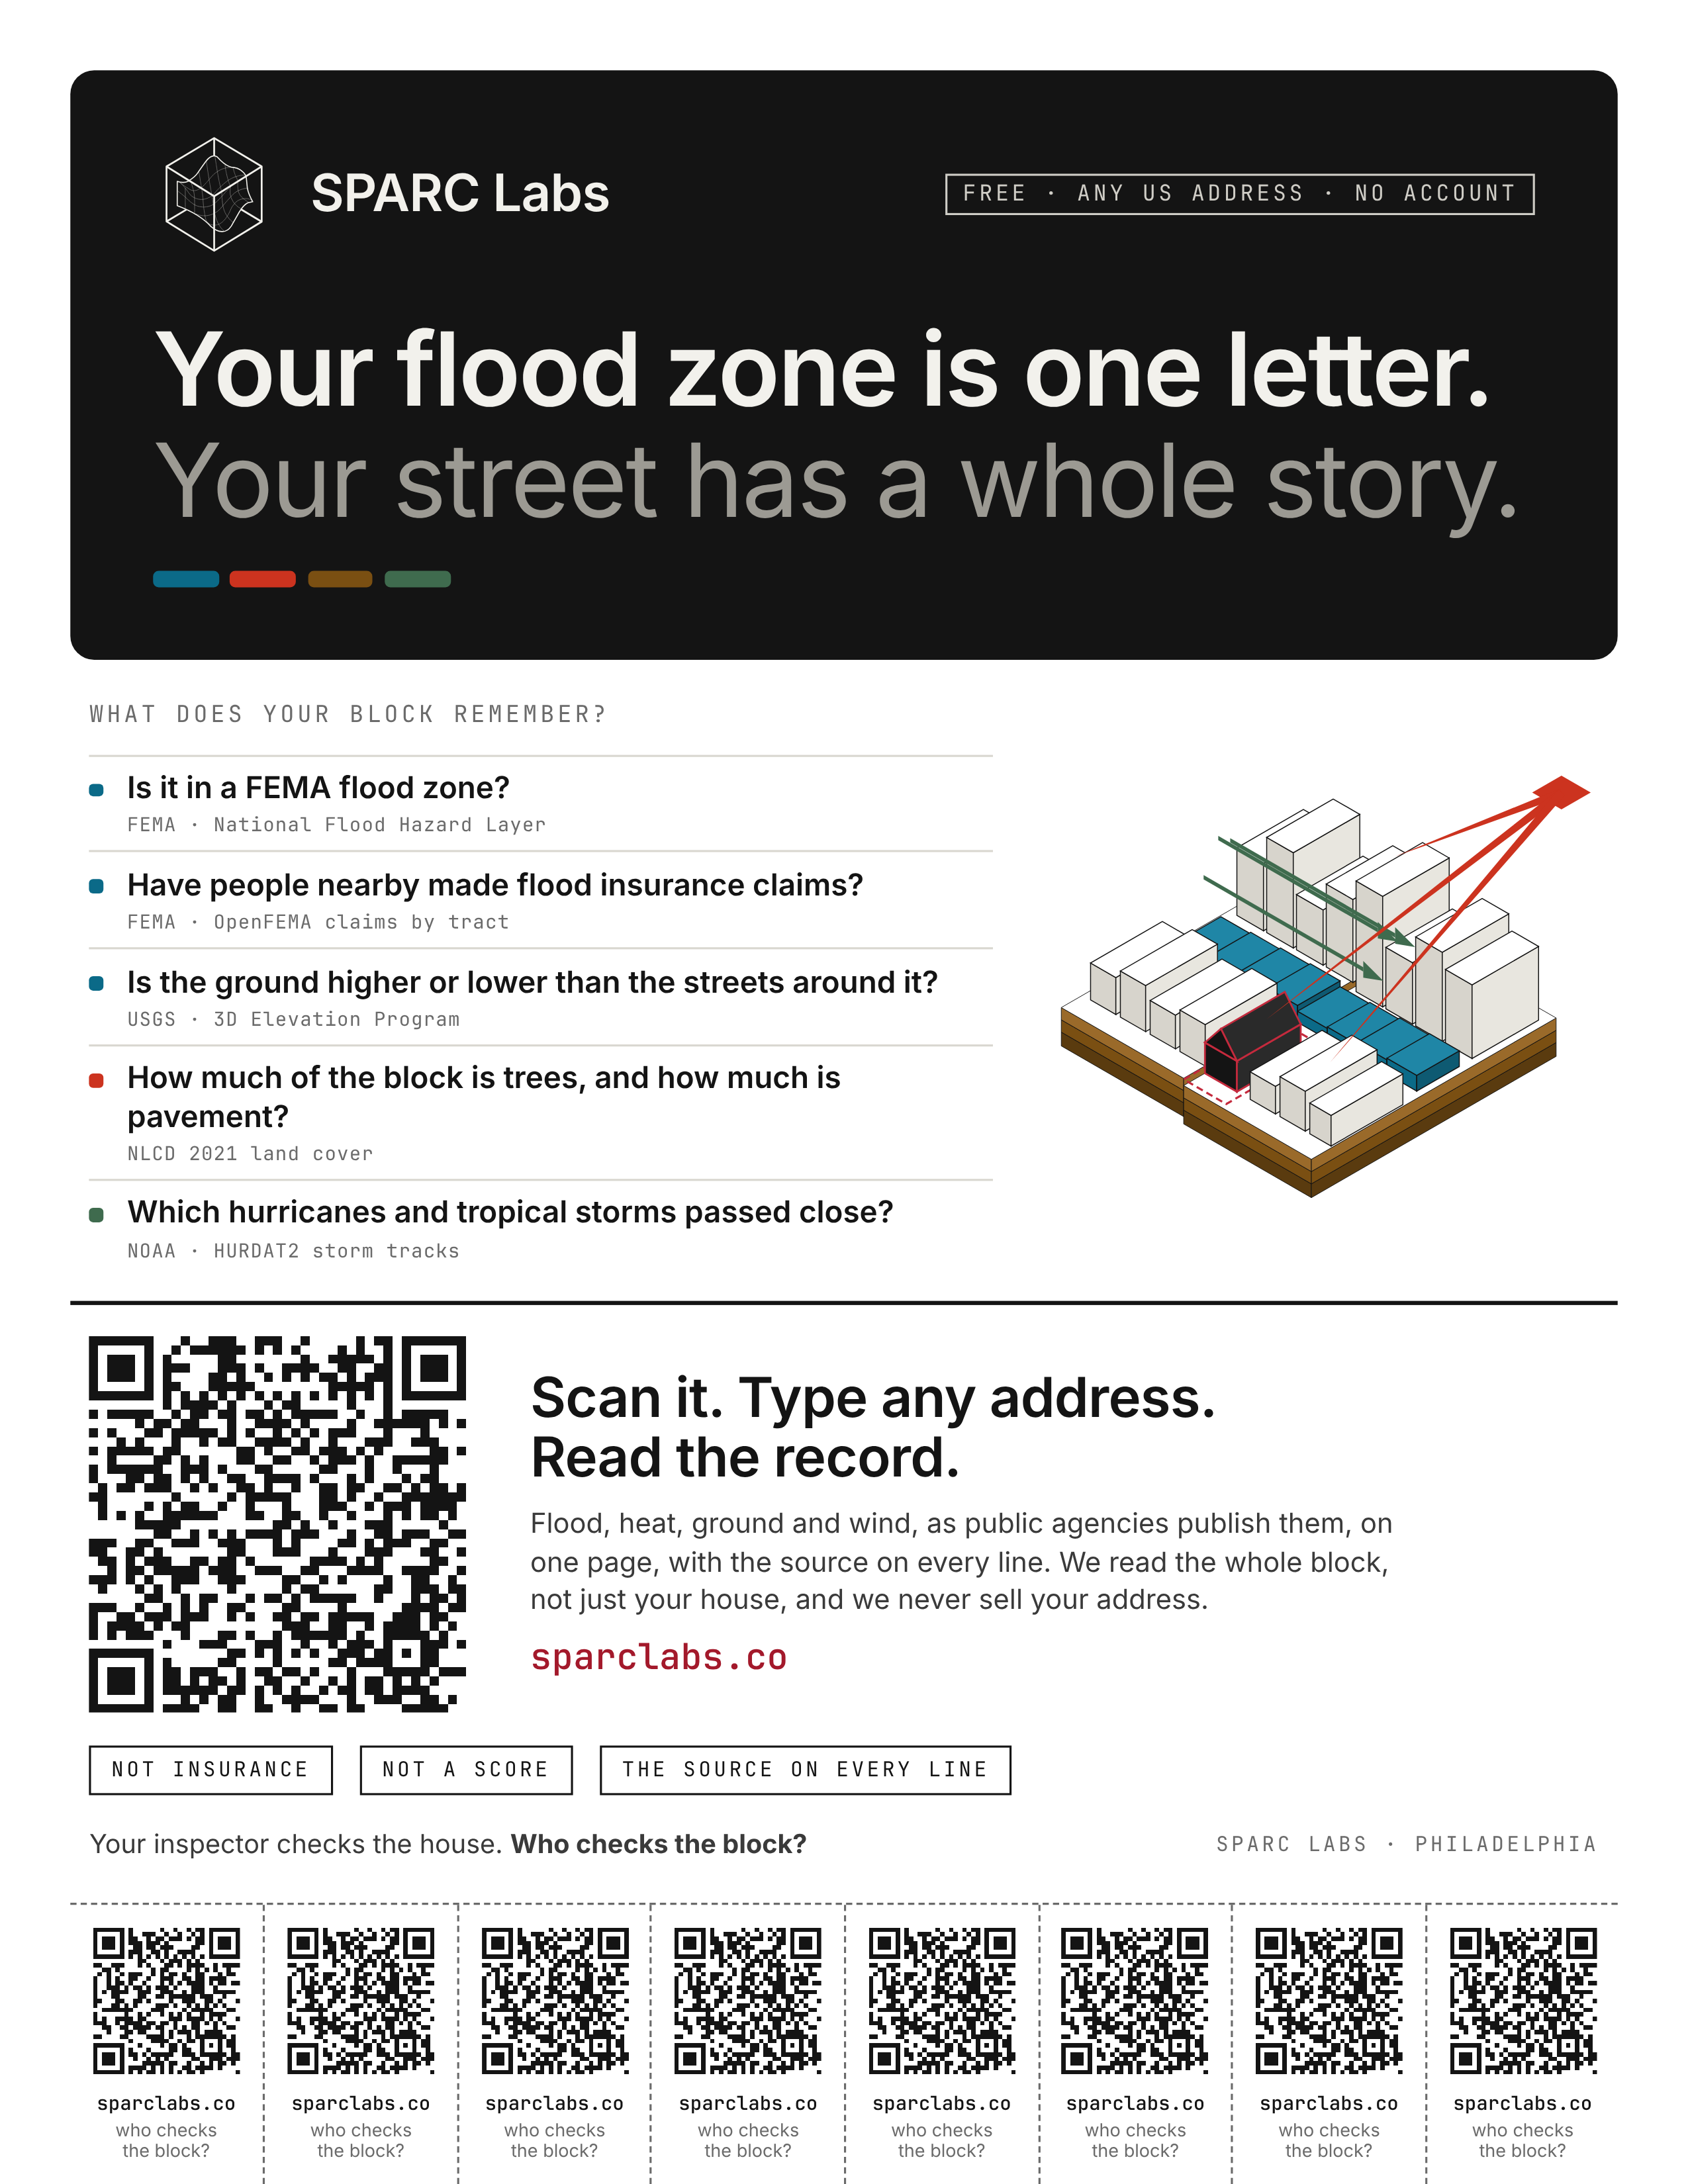 SPARC Labs
FREE · ANY US ADDRESS · NO ACCOUNT
Your flood zone is one letter.
Your street has a whole story.
WHAT DOES YOUR BLOCK REMEMBER?
Is it in a FEMA flood zone?
FEMA · National Flood Hazard Layer
Have people nearby made flood insurance claims?
FEMA · OpenFEMA claims by tract
Is the ground higher or lower than the streets around it?
USGS · 3D Elevation Program
How much of the block is trees, and how much is
pavement?
NLCD 2021 land cover
Which hurricanes and tropical storms passed close?
NOAA · HURDAT2 storm tracks
Scan it. Type any address.
Read the record.
Flood, heat, ground and wind, as public agencies publish them, on
one page, with the source on every line. We read the whole block,
not just your house, and we never sell your address.
sparclabs.co
NOT INSURANCE
NOT A SCORE
THE SOURCE ON EVERY LINE
Your inspector checks the house. Who checks the block?
SPARC LABS · PHILADELPHIA
sparclabs.co
who checks
the block?
sparclabs.co
who checks
the block?
sparclabs.co
who checks
the block?
sparclabs.co
who checks
the block?
sparclabs.co
who checks
the block?
sparclabs.co
who checks
the block?
sparclabs.co
who checks
the block?
sparclabs.co
who checks
the block?